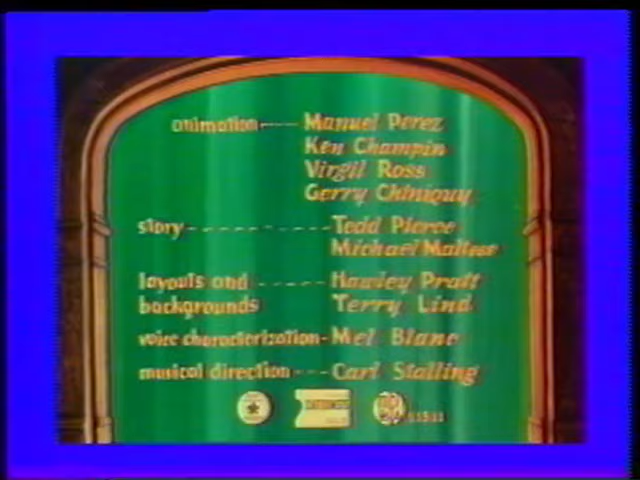 animation---- Manuel Perez
Ken Champin
Virgil Ross
Gerry Chiniquy
story----------- Tedd Pierce
Michael Maltese
layouts and ------ Hawley Pratt
backgrounds Terry Lind
voice characterization- Mel Blanc
musical direction --- Carl Stalling